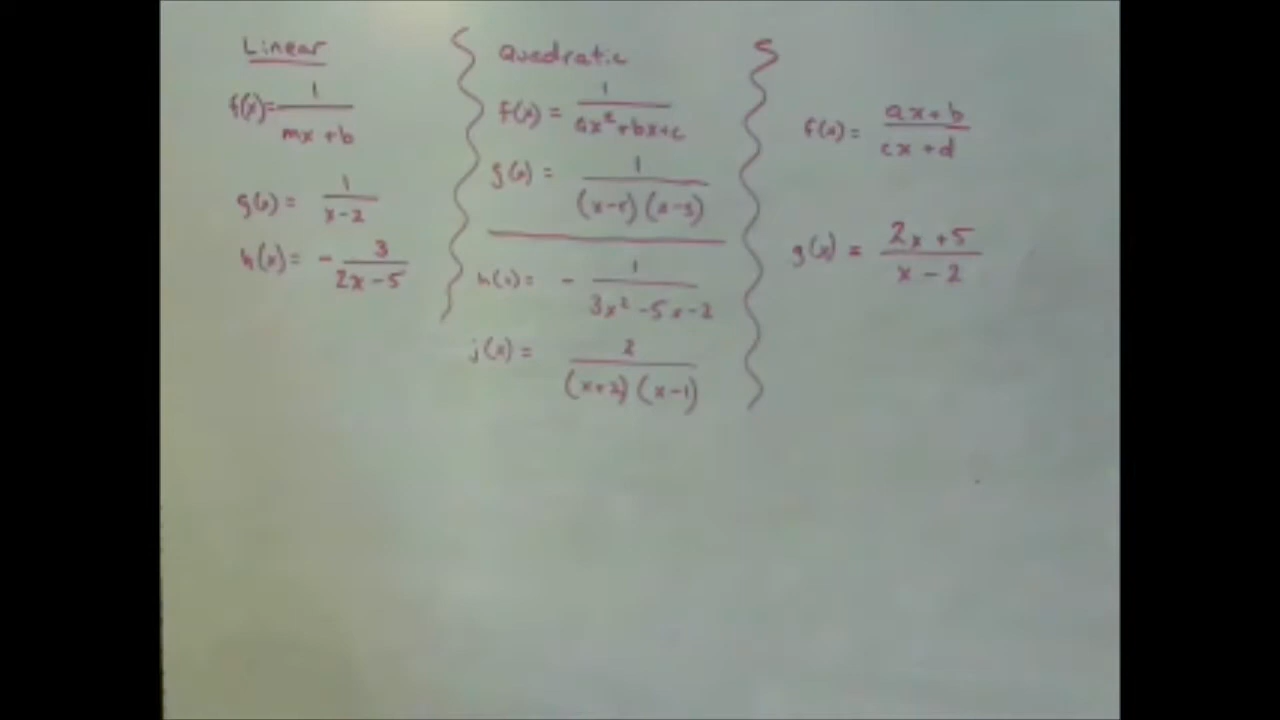 Linear
f(x) = 1 / mx + b
g(x) = 1 / x - 2
h(x) = - 3 / 2x - 5
Quadratic
f(x) = 1 / ax² + bx + c
g(x) = 1 / (x - r) (x - s)
h(x) = - 1 / 3x² - 5x - 2
j(x) = 2 / (x + 2) (x - 1)
f(x) = ax + b / cx + d
g(x) = 2x + 5 / x - 2